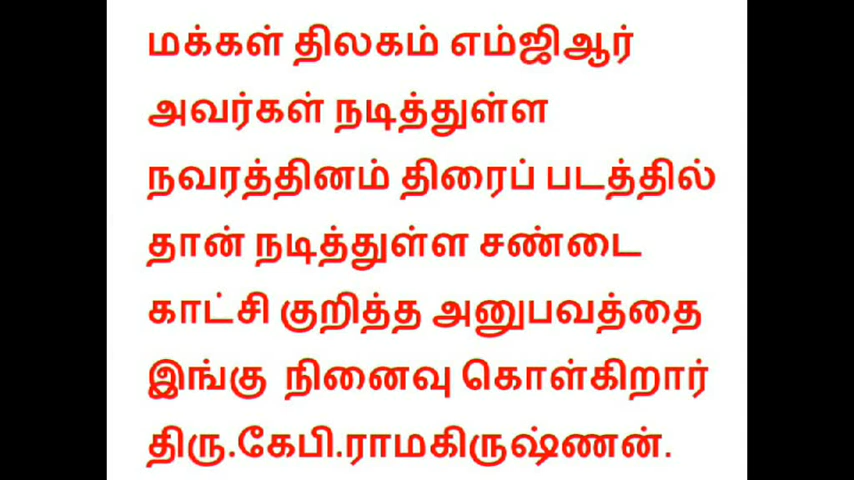 மக்கள் திலகம் எம்ஜிஆர்
அவர்கள் நடித்துள்ள
நவரத்தினம் திரைப் படத்தில்
தான் நடித்துள்ள சண்டை
காட்சி குறித்த அனுபவத்தை
இங்கு நினைவு கொள்கிறார்
திரு.கேபி.ராமகிருஷ்ணன்.